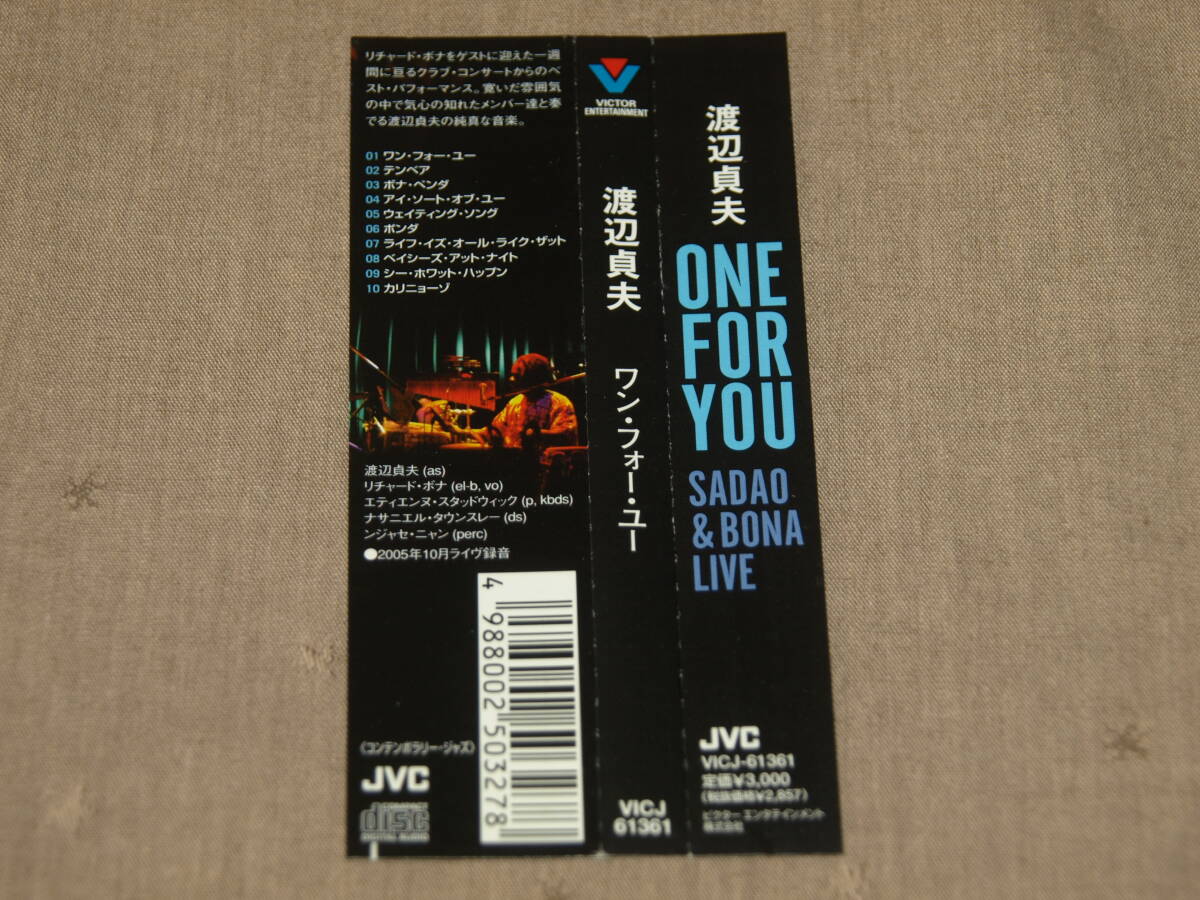 リチャード・ボナをゲストに迎えた一週
間に亘るクラブ・コンサートからのベ
スト・パフォーマンス。寛いだ雰囲気
の中で気心の知れたメンバー達と奏
でる渡辺貞夫の純真な音楽。
01 ワン・フォー・ユー
02 テンベア
03 ボナ・ペンダ
04 アイ・ソート・オブ・ユー
05 ウェイティング・ソング
06 ボンダ
07 ライフ・イズ・オール・ライク・ザット
08 ベイシーズ・アット・ナイト
09 シー・ホワット・ハップン
10 カリニョーゾ
渡辺貞夫 (as)
リチャード・ボナ (el-b, vo)
エティエンヌ・スタッドウィック (p, kbds)
ナサニエル・タウンスレー (ds)
ンジャセ・ニャン (perc)
●2005年10月ライヴ録音
4 988002 503278
〈コンテンポラリー・ジャズ〉
JVC
COMPACT
disc
DIGITAL AUDIO
VICTOR
ENTERTAINMENT
渡辺貞夫
ワン・フォー・ユー
VICJ
61361
渡辺貞夫
ONE
FOR
YOU
SADAO
& BONA
LIVE
JVC
VICJ-61361
定価¥3,000
(税抜価格¥2,857)
ビクター エンタテインメント
株式会社